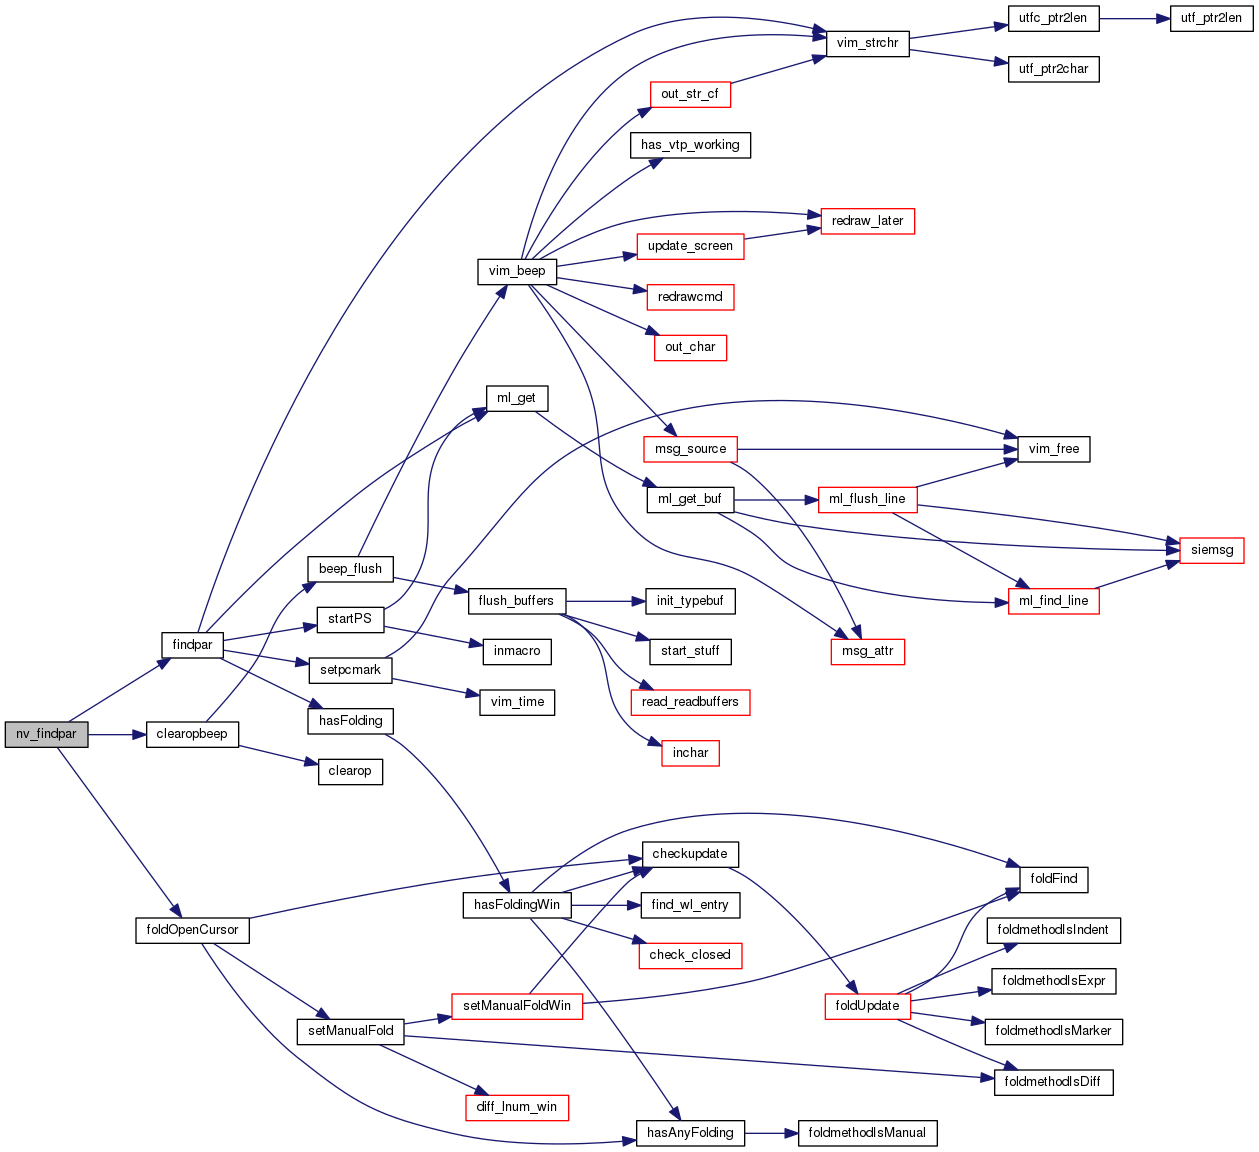 utfc_ptr2len
utf_ptr2len
vim_strchr
utf_ptr2char
out_str_cf
has_vtp_working
redraw_later
update_screen
vim_beep
redrawcmd
out_char
ml_get
msg_source
vim_free
ml_get_buf
ml_flush_line
siemsg
beep_flush
flush_buffers
init_typebuf
ml_find_line
startPS
findpar
inmacro
start_stuff
msg_attr
setpcmark
vim_time
read_readbuffers
hasFolding
nv_findpar
clearopbeep
inchar
clearop
checkupdate
foldFind
hasFoldingWin
find_wl_entry
foldOpenCursor
foldmethodIsIndent
check_closed
foldmethodIsExpr
setManualFoldWin
foldUpdate
setManualFold
foldmethodIsMarker
foldmethodIsDiff
diff_lnum_win
hasAnyFolding
foldmethodIsManual